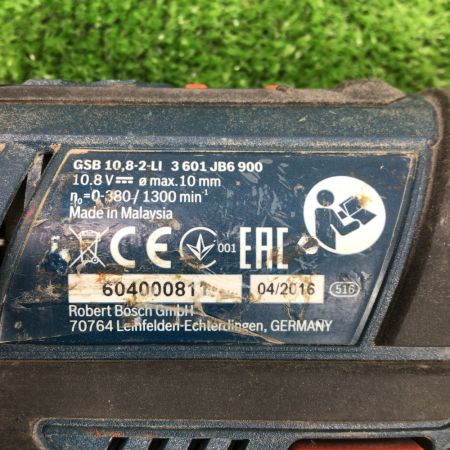 GSB 10,8-2-LI 3 601 JB6 900
10.8 V ⎓ ø max. 10 mm
n₀=0-380 / 1300 min⁻¹
Made in Malaysia
CE 001 EAC
604000811 04/2016 516
Robert Bosch GmbH
70764 Leinfelden-Echterdingen, GERMANY